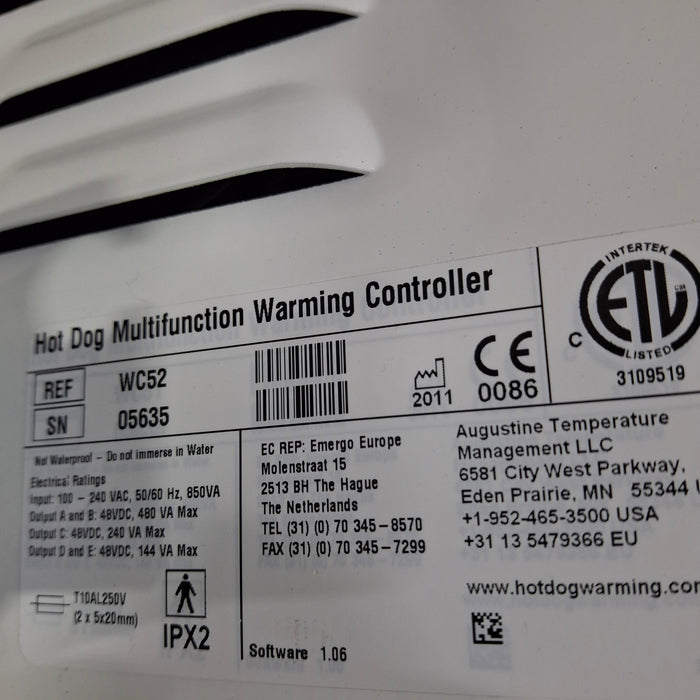 Hot Dog Multifunction Warming Controller
REF WC52
SN 05635
2011
CE 0086
INTERTEK
ETL
C
LISTED
3109519
Not Waterproof - Do not immerse in Water
Electrical Ratings
Input: 100 - 240 VAC, 50/60 Hz, 850VA
Output A and B: 48VDC, 480 VA Max
Output C: 48VDC, 240 VA Max
Output D and E: 48VDC, 144 VA Max
T10AL250V
(2 x 5x20mm)
IPX2
EC REP: Emergo Europe
Molenstraat 15
2513 BH The Hague
The Netherlands
TEL (31) (0) 70 345-8570
FAX (31) (0) 70 345-7299
Software 1.06
Augustine Temperature
Management LLC
6581 City West Parkway,
Eden Prairie, MN 55344
+1-952-465-3500 USA
+31 13 5479366 EU
www.hotdogwarming.com